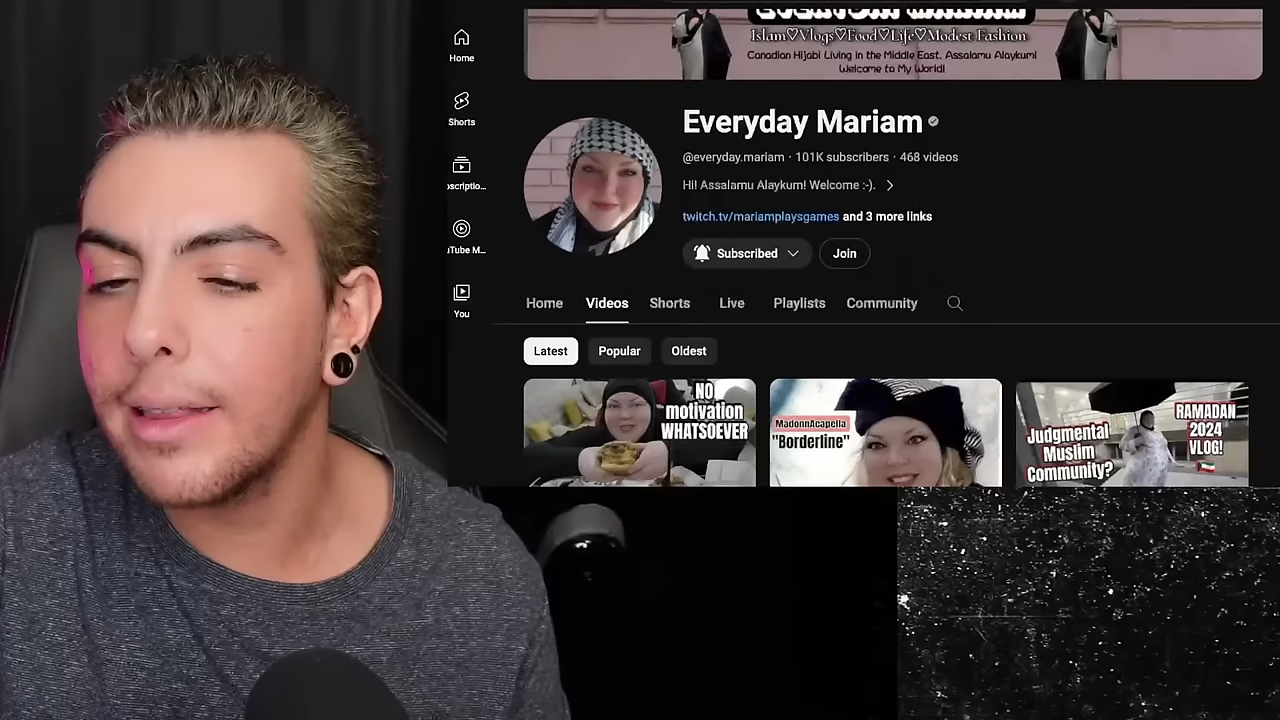 Islam♡Vlogs♡Food♡Life♡Modest Fashion
Canadian Hijabi Living in the Middle East. Assalamu Alaykum!
Welcome to My World!
Home
Shorts
bscriptio...
uTube M...
You
Everyday Mariam
@everyday.mariam · 101K subscribers · 468 videos
Hi! Assalamu Alaykum! Welcome :-).
twitch.tv/mariamplaysgames and 3 more links
Subscribed
Join
Home Videos Shorts Live Playlists Community
Latest Popular Oldest
NO
motivation
WHATSOEVER
MadonnAcapella
"Borderline"
Judgmental
Muslim
Community?
RAMADAN
2024
VLOG!